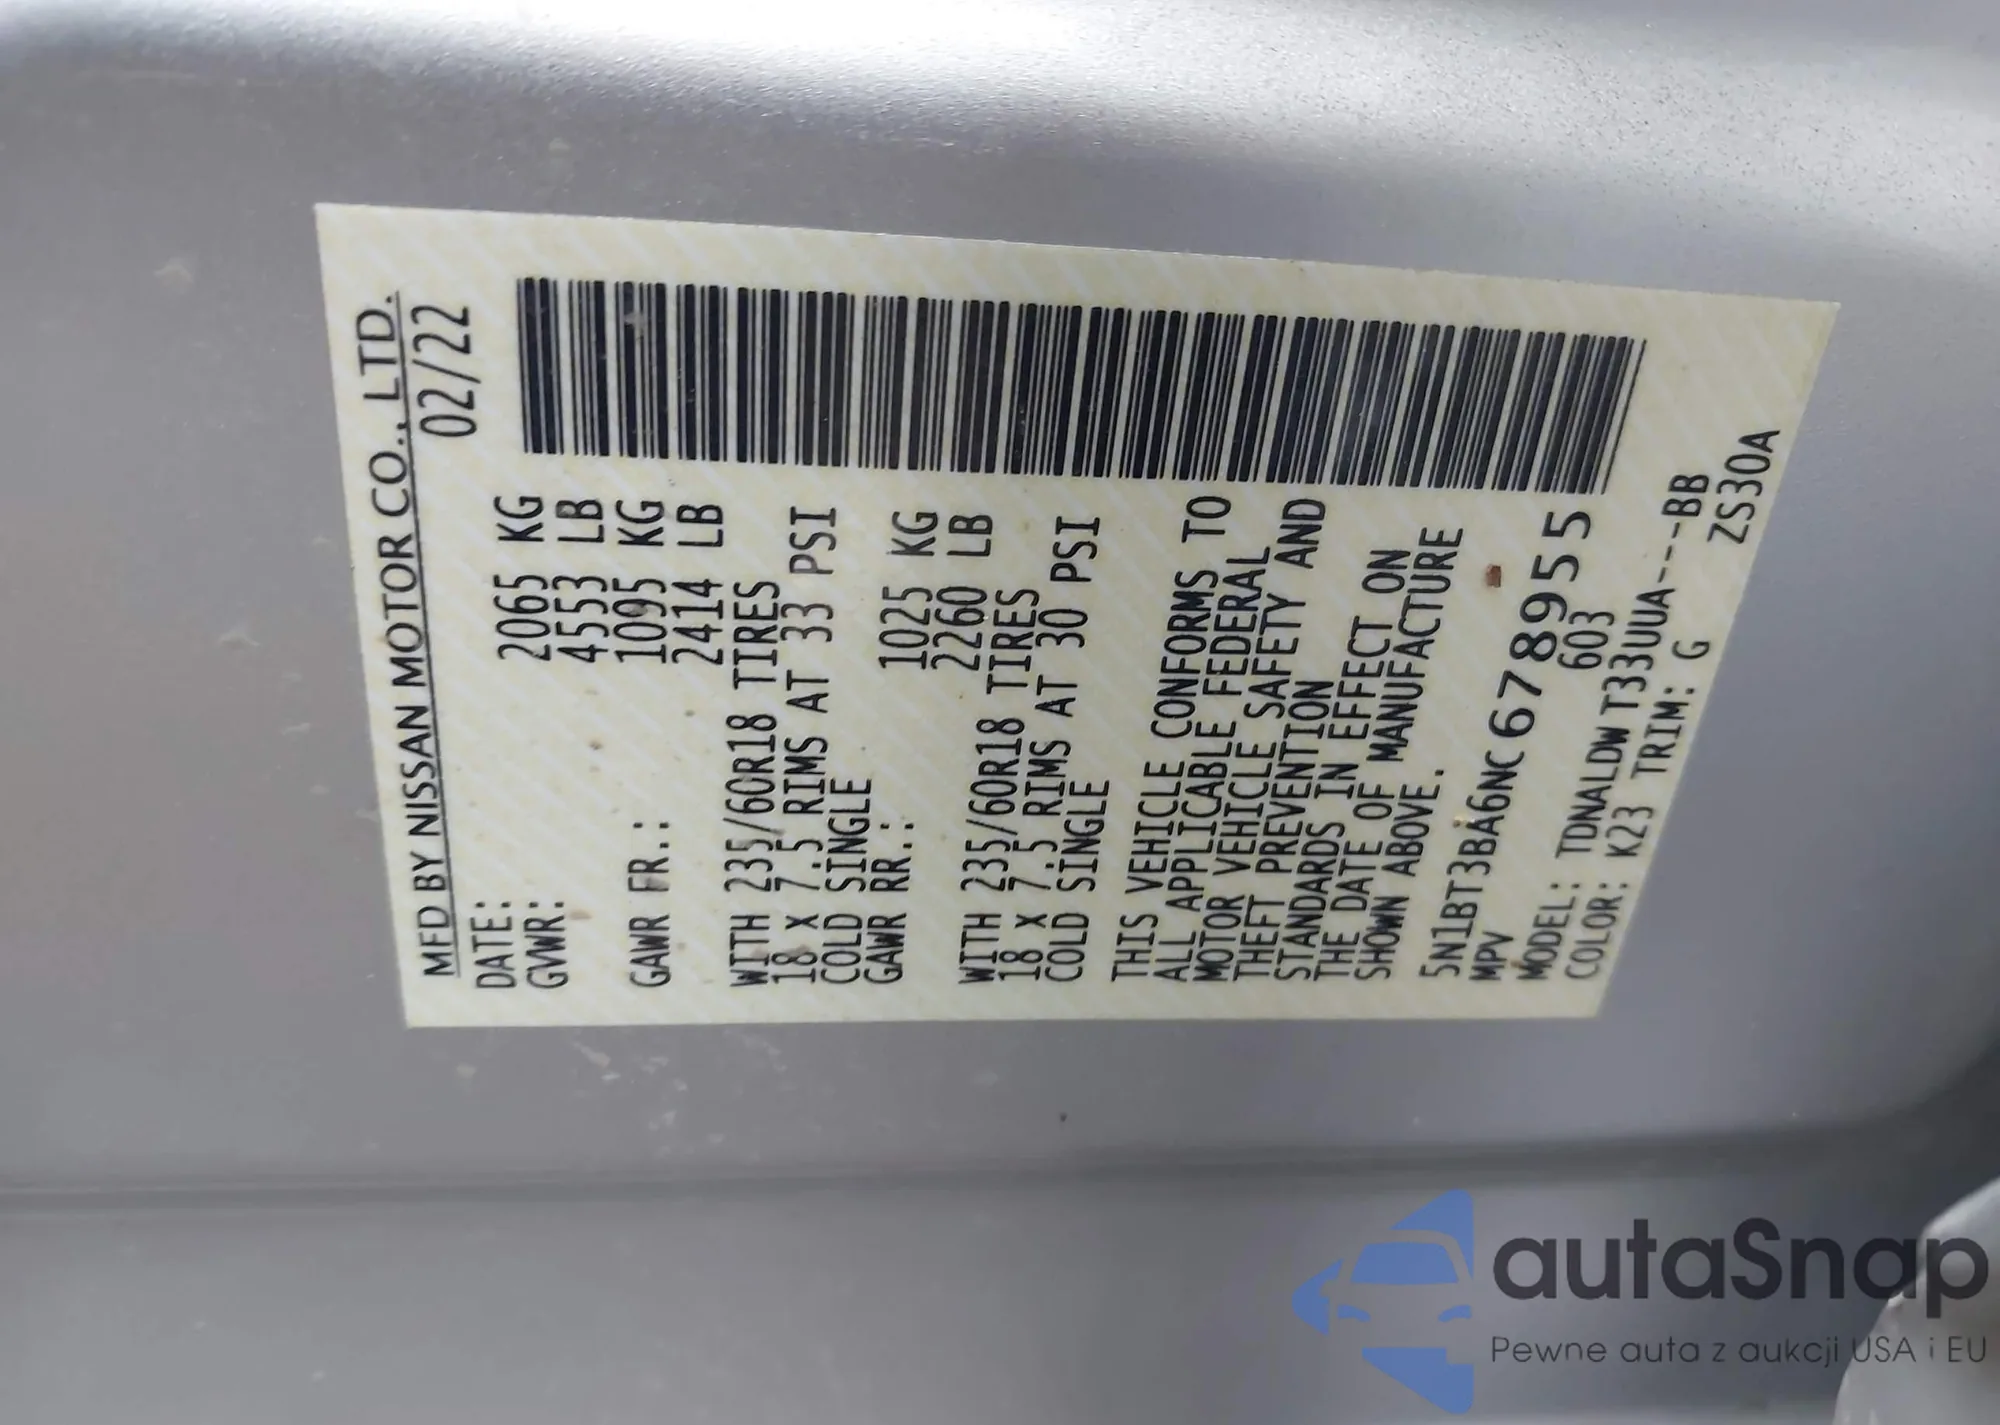 MFD BY NISSAN MOTOR CO., LTD.
DATE: 02/22
GVWR: 2065 KG
4553 LB
GAWR FR.: 1095 KG
2414 LB
WITH 235/60R18 TIRES
18 X 7.5 RIMS AT 33 PSI
COLD SINGLE
GAWR RR.: 1025 KG
2260 LB
WITH 235/60R18 TIRES
18 X 7.5 RIMS AT 30 PSI
COLD SINGLE
THIS VEHICLE CONFORMS TO
ALL APPLICABLE FEDERAL
MOTOR VEHICLE SAFETY AND
THEFT PREVENTION
STANDARDS IN EFFECT ON
THE DATE OF MANUFACTURE
SHOWN ABOVE.
5N1BT3BA6NC678955
MPV 603
MODEL: TDNALDW T33UUA----BB
COLOR: K23 TRIM: G ZS30A
autaSnap
Pewne auta z aukcji USA i EU